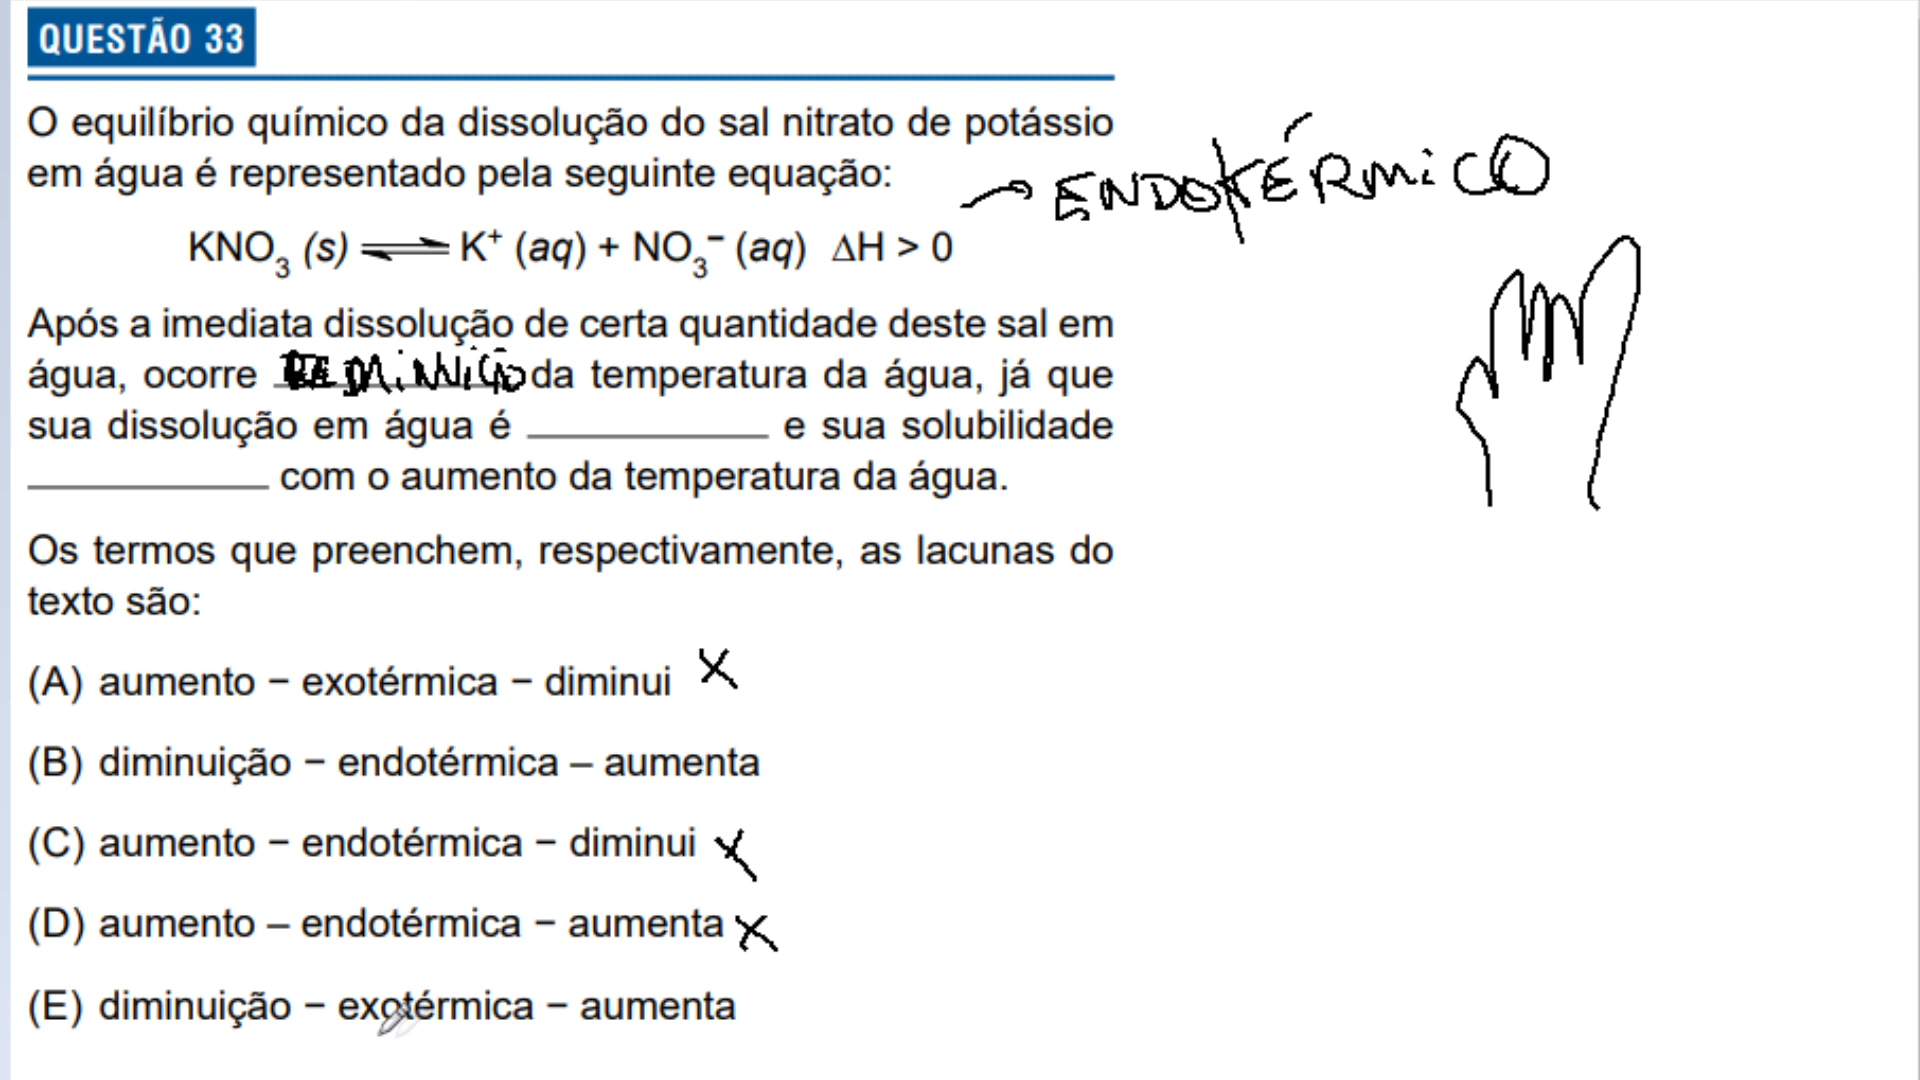 QUESTÃO 33
O equilíbrio químico da dissolução do sal nitrato de potássio
em água é representado pela seguinte equação:
ENDOTÉRMICO
KNO₃ (s) ⇌ K⁺ (aq) + NO₃⁻ (aq) ΔH > 0
Após a imediata dissolução de certa quantidade deste sal em
água, ocorre ____ da temperatura da água, já que
sua dissolução em água é ____________ e sua solubilidade
____________ com o aumento da temperatura da água.
Os termos que preenchem, respectivamente, as lacunas do
texto são:
(A) aumento − exotérmica − diminui X
(B) diminuição − endotérmica – aumenta
(C) aumento − endotérmica − diminui X
(D) aumento – endotérmica − aumenta X
(E) diminuição − exotérmica − aumenta